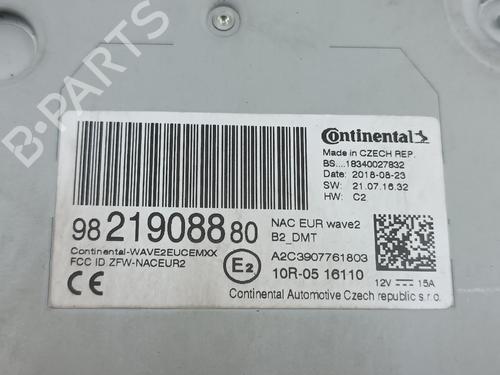 B-PARTS
Continental
Made in CZECH REP.
BS....18340027832
Date: 2018-08-23
SW: 21.07.16.32
HW: C2
98 219088 80
NAC EUR wave2
B2_DMT
Continental-WAVE2EUCEMXX
FCC ID:ZFW-NACEUR2
E2
A2C3907761803
10R-05 16110
CE
12V 15A
Continental Automotive Czech republic s.r.o.